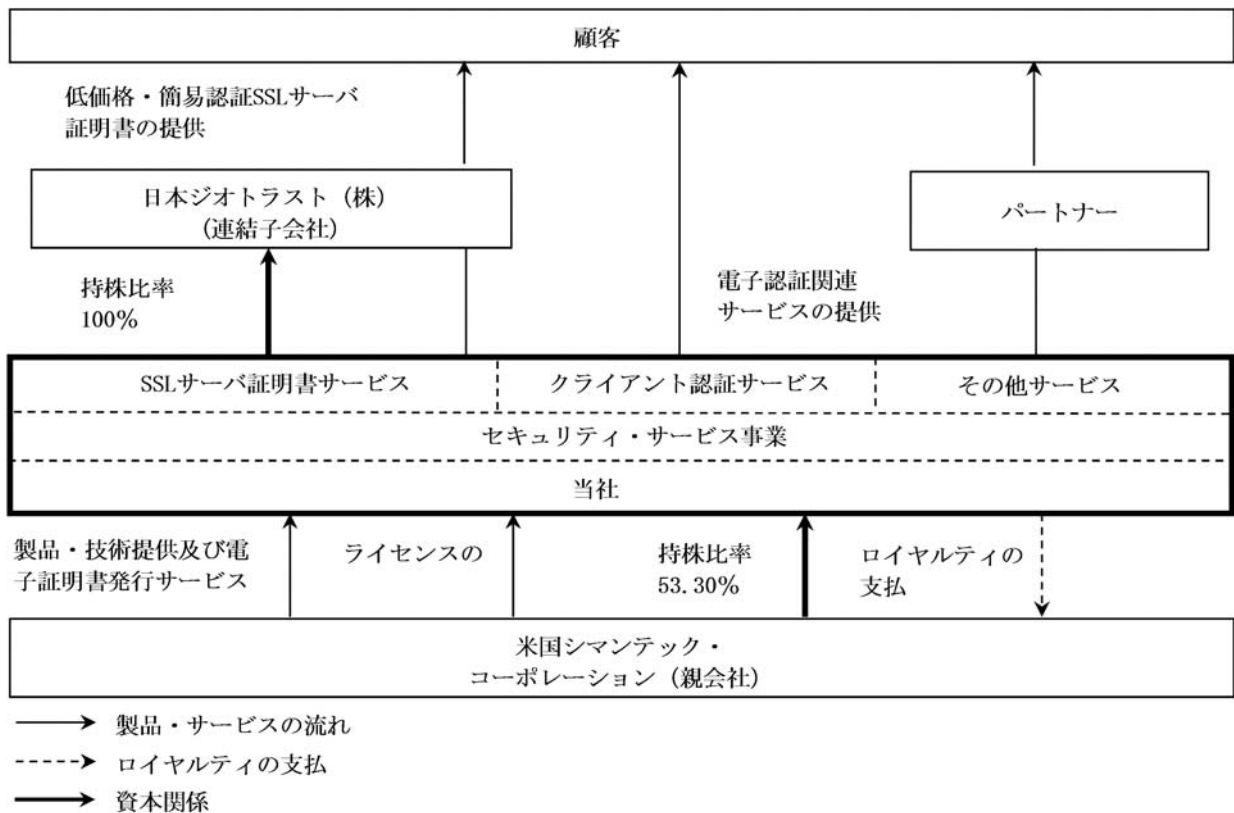 顧客
低価格・簡易認証SSLサーバ
証明書の提供
日本ジオトラスト（株）
（連結子会社）
パートナー
持株比率
100%
電子認証関連
サービスの提供
SSLサーバ証明書サービス
クライアント認証サービス
その他サービス
セキュリティ・サービス事業
当社
製品・技術提供及び電
子証明書発行サービス
ライセンスの
持株比率
53.30%
ロイヤルティの
支払
米国シマンテック・
コーポレーション（親会社）
製品・サービスの流れ
ロイヤルティの支払
資本関係